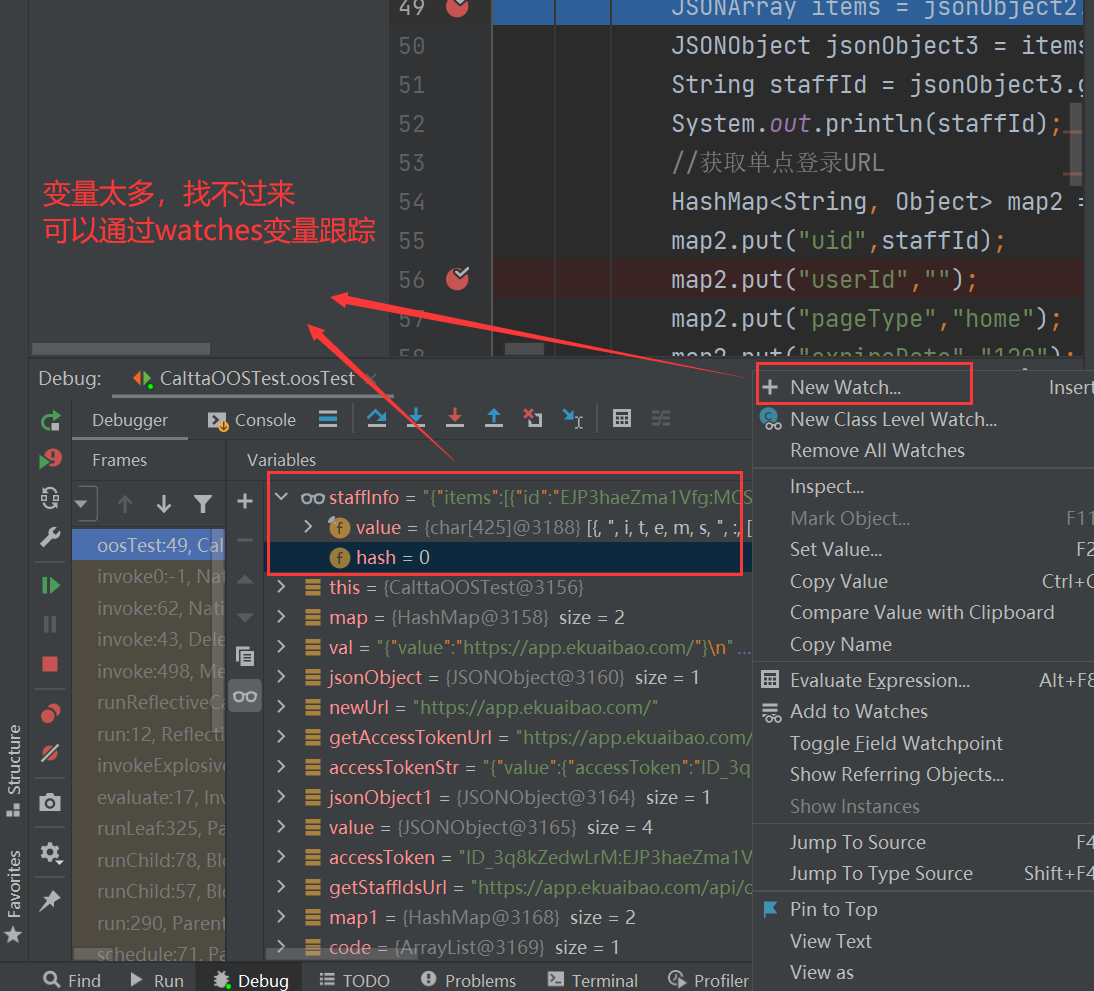 49 JSONArray items = jsonObject2.
50 JSONObject jsonObject3 = items
51 String staffId = jsonObject3.g
52 System.out.println(staffId);
53 //获取单点登录URL
54 HashMap<String, Object> map2 =
55 map2.put("uid",staffId);
56 map2.put("userId","");
57 map2.put("pageType","home");
58 map2.put("expireDate","120");
变量太多，找不过来
可以通过watches变量跟踪
Debug: CalttaOOSTest.oosTest
Debugger Console
Frames Variables
oosTest:49, Cal
invoke0:-1, Nat
invoke:62, Nati
invoke:43, Dele
invoke:498, Me
runReflectiveCa
run:12, Reflecti
invokeExplosive
evaluate:17, Inv
runLeaf:325, Pa
runChild:78, Blo
runChild:57, Blo
run:290, Parent
schedule:71, Pa
staffInfo = "{"items":[{"id":"EJP3haeZma1Vfg:MCS
value = {char[425]@3188} [{, ", i, t, e, m, s, ", :, [
hash = 0
this = {CalttaOOSTest@3156}
map = {HashMap@3158} size = 2
val = "{"value":"https://app.ekuaibao.com/"}\n" ...
jsonObject = {JSONObject@3160} size = 1
newUrl = "https://app.ekuaibao.com/"
getAccessTokenUrl = "https://app.ekuaibao.com/
accessTokenStr = "{"value":{"accessToken":"ID_3q
jsonObject1 = {JSONObject@3164} size = 1
value = {JSONObject@3165} size = 4
accessToken = "ID_3q8kZedwLrM:EJP3haeZma1V
getStaffIdsUrl = "https://app.ekuaibao.com/api/o
map1 = {HashMap@3168} size = 2
code = {ArrayList@3169} size = 1
New Watch... Insert
New Class Level Watch...
Remove All Watches
Inspect...
Mark Object... F11
Set Value... F2
Copy Value Ctrl+C
Compare Value with Clipboard
Copy Name
Evaluate Expression... Alt+F8
Add to Watches
Toggle Field Watchpoint
Show Referring Objects...
Show Instances
Jump To Source F4
Jump To Type Source Shift+F4
Pin to Top
View Text
View as
Structure
Favorites
Find Run Debug TODO Problems Terminal Profiler